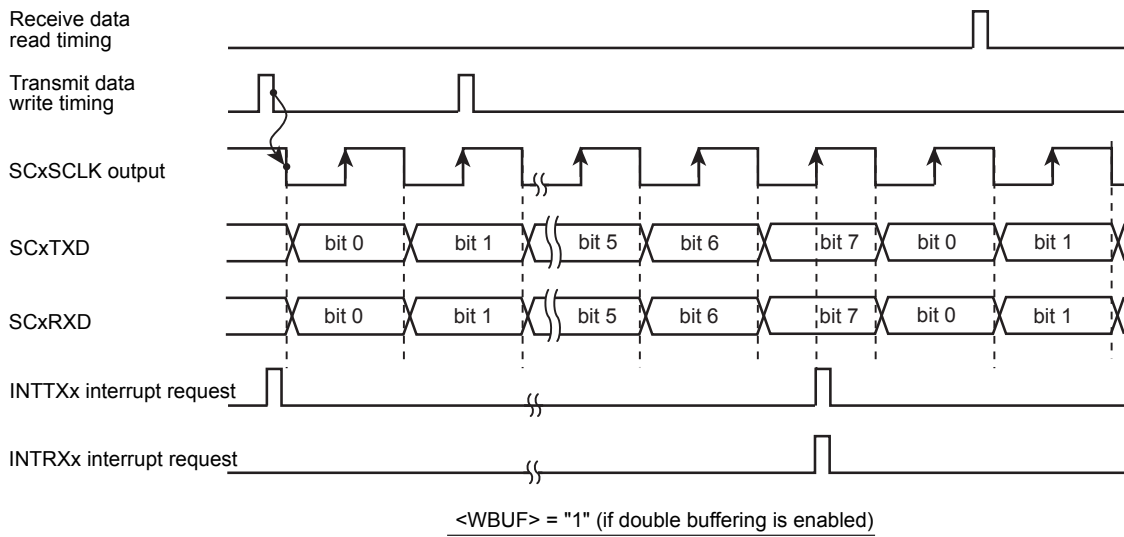 Receive data
read timing
Transmit data
write timing
SCxSCLK output
SCxTXD
bit 0 bit 1 bit 5 bit 6 bit 7 bit 0 bit 1
SCxRXD
bit 0 bit 1 bit 5 bit 6 bit 7 bit 0 bit 1
INTTXx interrupt request
INTRXx interrupt request
<WBUF> = "1" (if double buffering is enabled)